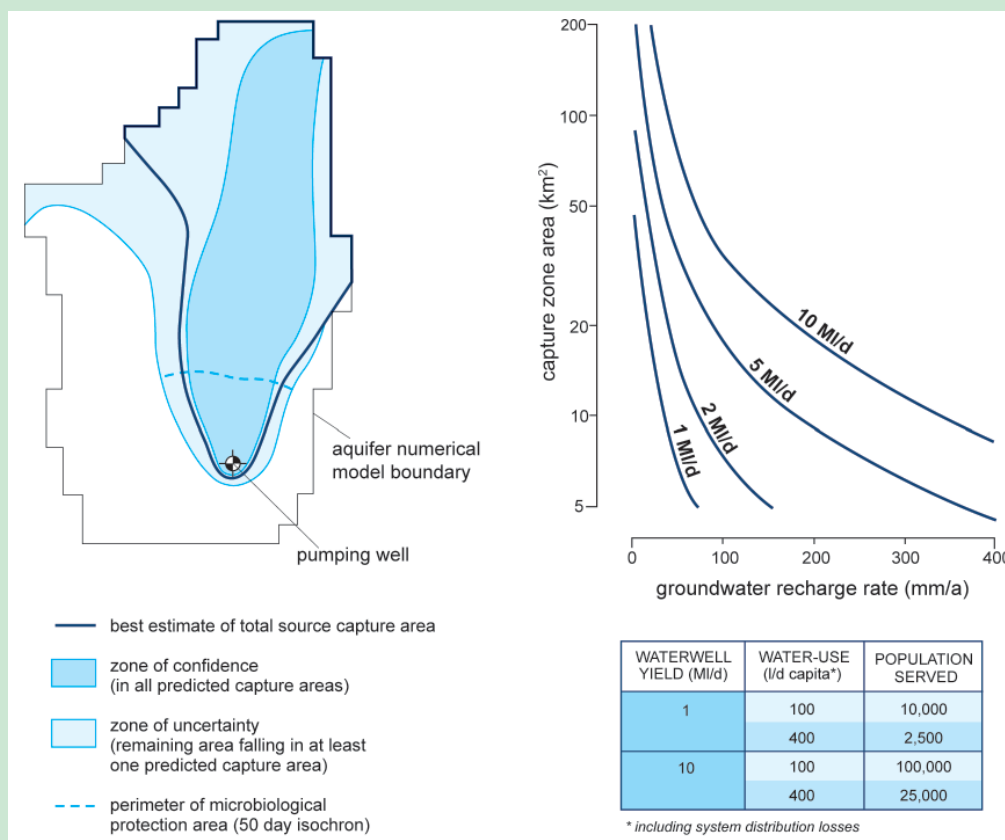 aquifer numerical
model boundary
pumping well
best estimate of total source capture area
zone of confidence
(in all predicted capture areas)
zone of uncertainty
(remaining area falling in at least
one predicted capture area)
perimeter of microbiological
protection area (50 day isochron)
capture zone area (km²)
200
100
50
20
10
5
10 Ml/d
5 Ml/d
2 Ml/d
1 Ml/d
0 100 200 300 400
groundwater recharge rate (mm/a)
WATERWELL YIELD (Ml/d) WATER-USE (l/d capita*) POPULATION SERVED
1 100 10,000
400 2,500
10 100 100,000
400 25,000
* including system distribution losses